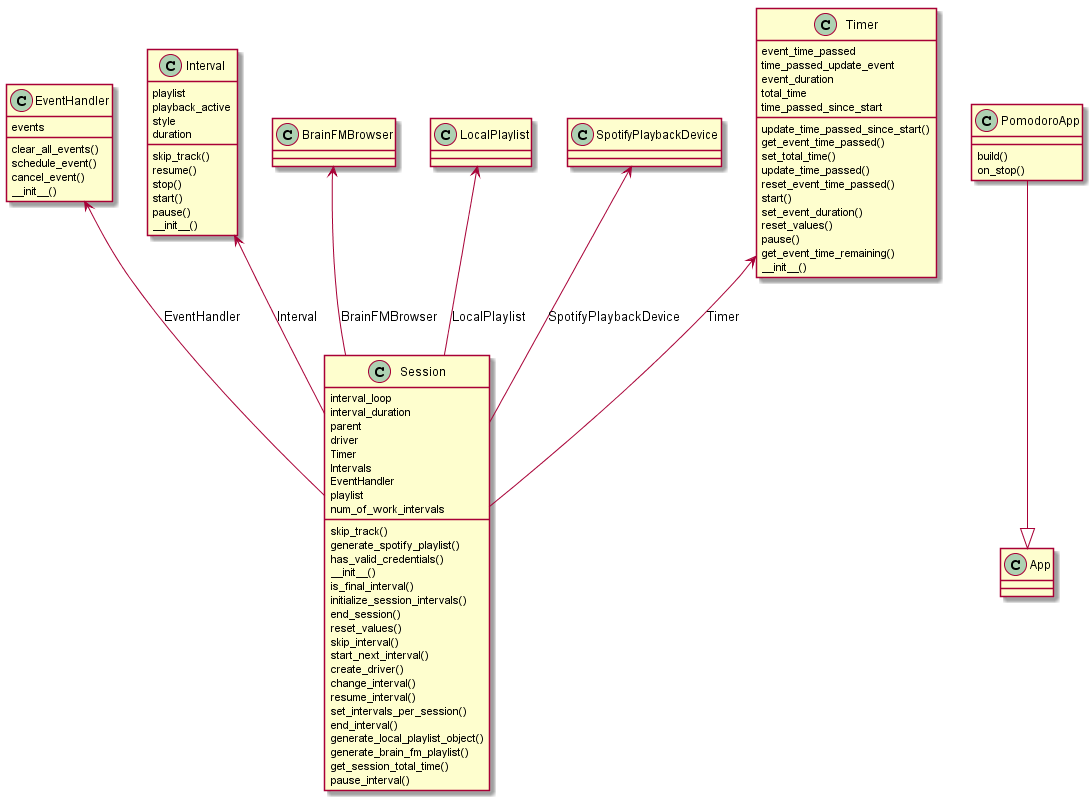 C EventHandler
events
clear_all_events()
schedule_event()
cancel_event()
__init__()
C Interval
playlist
playback_active
style
duration
skip_track()
resume()
stop()
start()
pause()
__init__()
C BrainFMBrowser
C LocalPlaylist
C SpotifyPlaybackDevice
C Timer
event_time_passed
time_passed_update_event
event_duration
total_time
time_passed_since_start
update_time_passed_since_start()
get_event_time_passed()
set_total_time()
update_time_passed()
reset_event_time_passed()
start()
set_event_duration()
reset_values()
pause()
get_event_time_remaining()
__init__()
C PomodoroApp
build()
on_stop()
EventHandler
Interval
BrainFMBrowser
LocalPlaylist
SpotifyPlaybackDevice
Timer
C Session
interval_loop
interval_duration
parent
driver
Timer
Intervals
EventHandler
playlist
num_of_work_intervals
skip_track()
generate_spotify_playlist()
has_valid_credentials()
__init__()
is_final_interval()
initialize_session_intervals()
end_session()
reset_values()
skip_interval()
start_next_interval()
create_driver()
change_interval()
resume_interval()
set_intervals_per_session()
end_interval()
generate_local_playlist_object()
generate_brain_fm_playlist()
get_session_total_time()
pause_interval()
C App